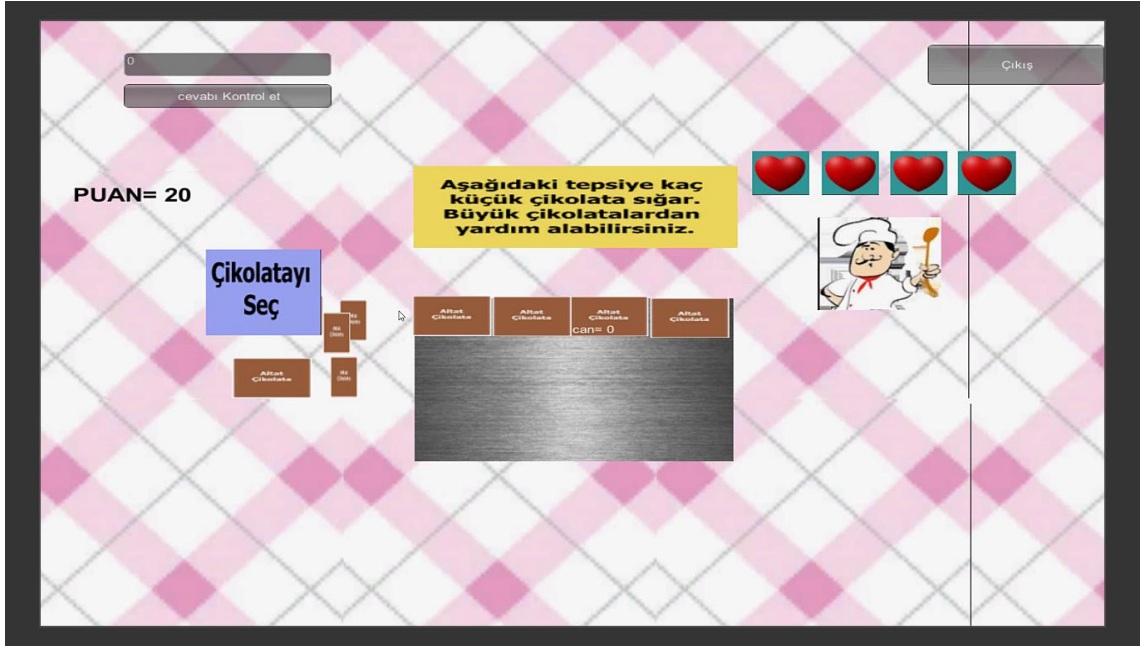 0
cevabı Kontrol et
Çıkış
PUAN= 20
Aşağıdaki tepsiye kaç
küçük çikolata sığar.
Büyük çikolatalardan
yardım alabilirsiniz.
Çikolatayı
Seç
Altat
Çikolata
Altat
Çikolata
Altat
Çikolata
Altat
Çikolata
can= 0
Altat
Çikolata